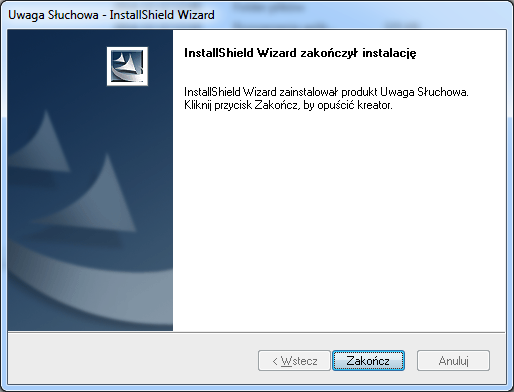 Uwaga Słuchowa - InstallShield Wizard
InstallShield Wizard zakończył instalację
InstallShield Wizard zainstalował produkt Uwaga Słuchowa.
Kliknij przycisk Zakończ, by opuścić kreator.
< Wstecz
Zakończ
Anuluj